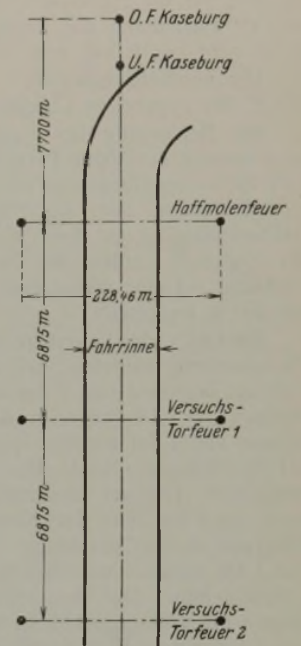 O.F. Kaseburg
U.F. Kaseburg
7700 m
Haffmolenfeuer
228,46 m
6875 m
Fahrrinne
Versuchs-
Torfeuer 1
6875 m
Versuchs-
Torfeuer 2